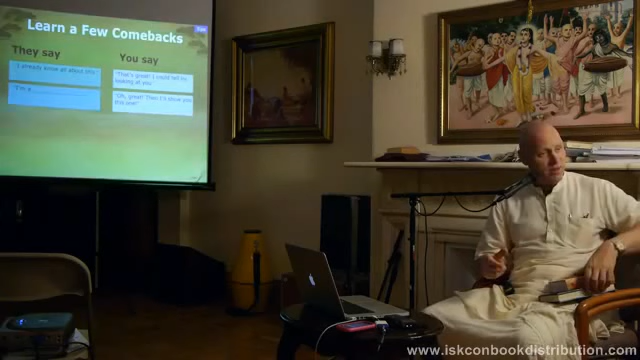 Learn a Few Comebacks
They say
You say
"I already know all about this."
"That's great! I could tell by
looking at you."
"I'm a
"Oh, great! Then I'll show you
this one!"
www.iskconbookdistribution.com